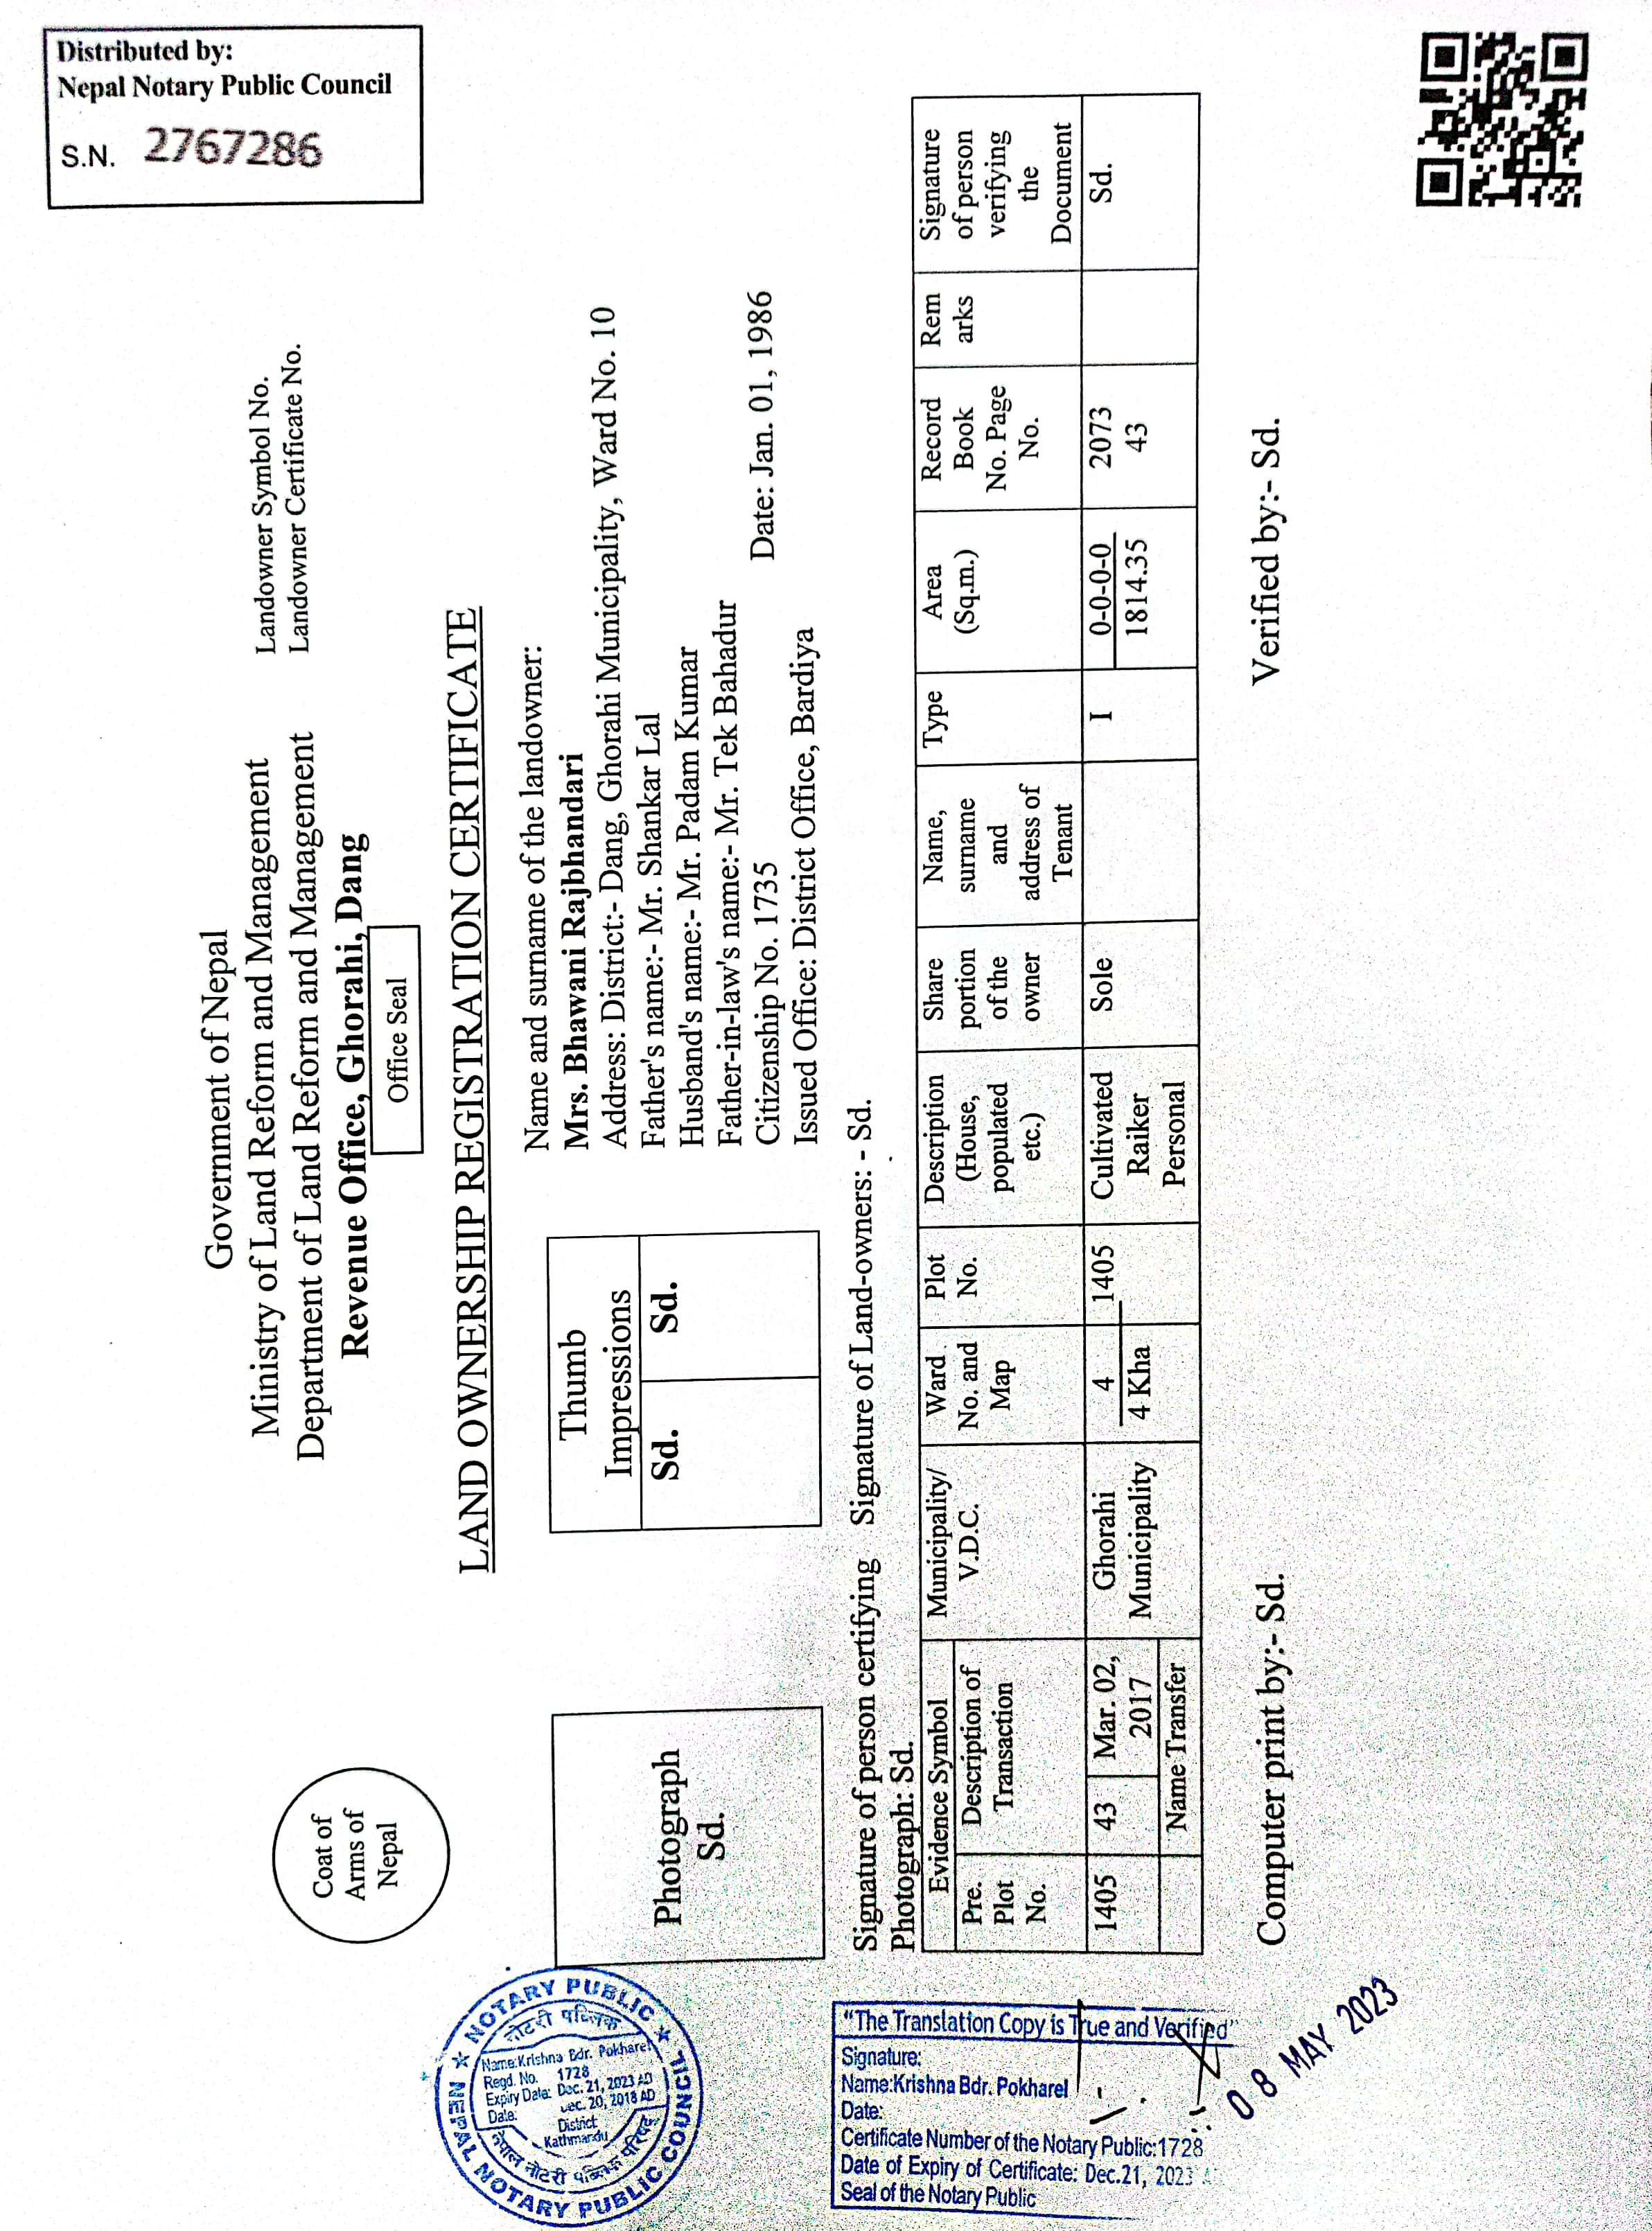 Distributed by:
Nepal Notary Public Council
S.N. 2767286
Coat of
Arms of
Nepal
Government of Nepal
Ministry of Land Reform and Management
Department of Land Reform and Management
Revenue Office, Ghorahi, Dang
Office Seal
Landowner Symbol No.
Landowner Certificate No.
LAND OWNERSHIP REGISTRATION CERTIFICATE
Photograph
Sd.
Thumb
Impressions
Sd. Sd.
Name and surname of the landowner:
Mrs. Bhawani Rajbhandari
Address: District:- Dang, Ghorahi Municipality, Ward No. 10
Father's name:- Mr. Shankar Lal
Husband's name:- Mr. Padam Kumar
Father-in-law's name:- Mr. Tek Bahadur
Citizenship No. 1735 Date: Jan. 01, 1986
Issued Office: District Office, Bardiya
Signature of person certifying Signature of Land-owners: - Sd.
Photograph: Sd.
Evidence Symbol
Pre.
Plot
No.
Description of
Transaction
Municipality/
V.D.C.
Ward
No. and
Map
Plot
No.
Description
(House,
populated
etc.)
Share
portion
of the
owner
Name,
surname
and
address of
Tenant
Type
Area
(Sq.m.)
Record
Book
No. Page
No.
Rem
arks
Signature
of person
verifying
the
Document
1405
43
Mar. 02,
2017
Name Transfer
Ghorahi
Municipality
4
4 Kha
1405
Cultivated
Raiker
Personal
Sole
I
0-0-0-0
1814.35
2073
43
Sd.
Computer print by:- Sd.
Verified by:- Sd.
NOTARY PUBLIC
नोटरी पब्लिक
Name:Krishna Bdr. Pokharel
Regd. No. 1728
Expiry Date: Dec. 21, 2023 AD
Date: Dec. 20, 2018 AD
District
Kathmandu
नेपाल नोटरी पब्लिक परिषद
NEPAL NOTARY PUBLIC COUNCIL
"The Translation Copy is True and Verified"
Signature:
Name:Krishna Bdr. Pokharel
Date:
08 MAY 2023
Certificate Number of the Notary Public:1728
Date of Expiry of Certificate: Dec.21, 2023
Seal of the Notary Public